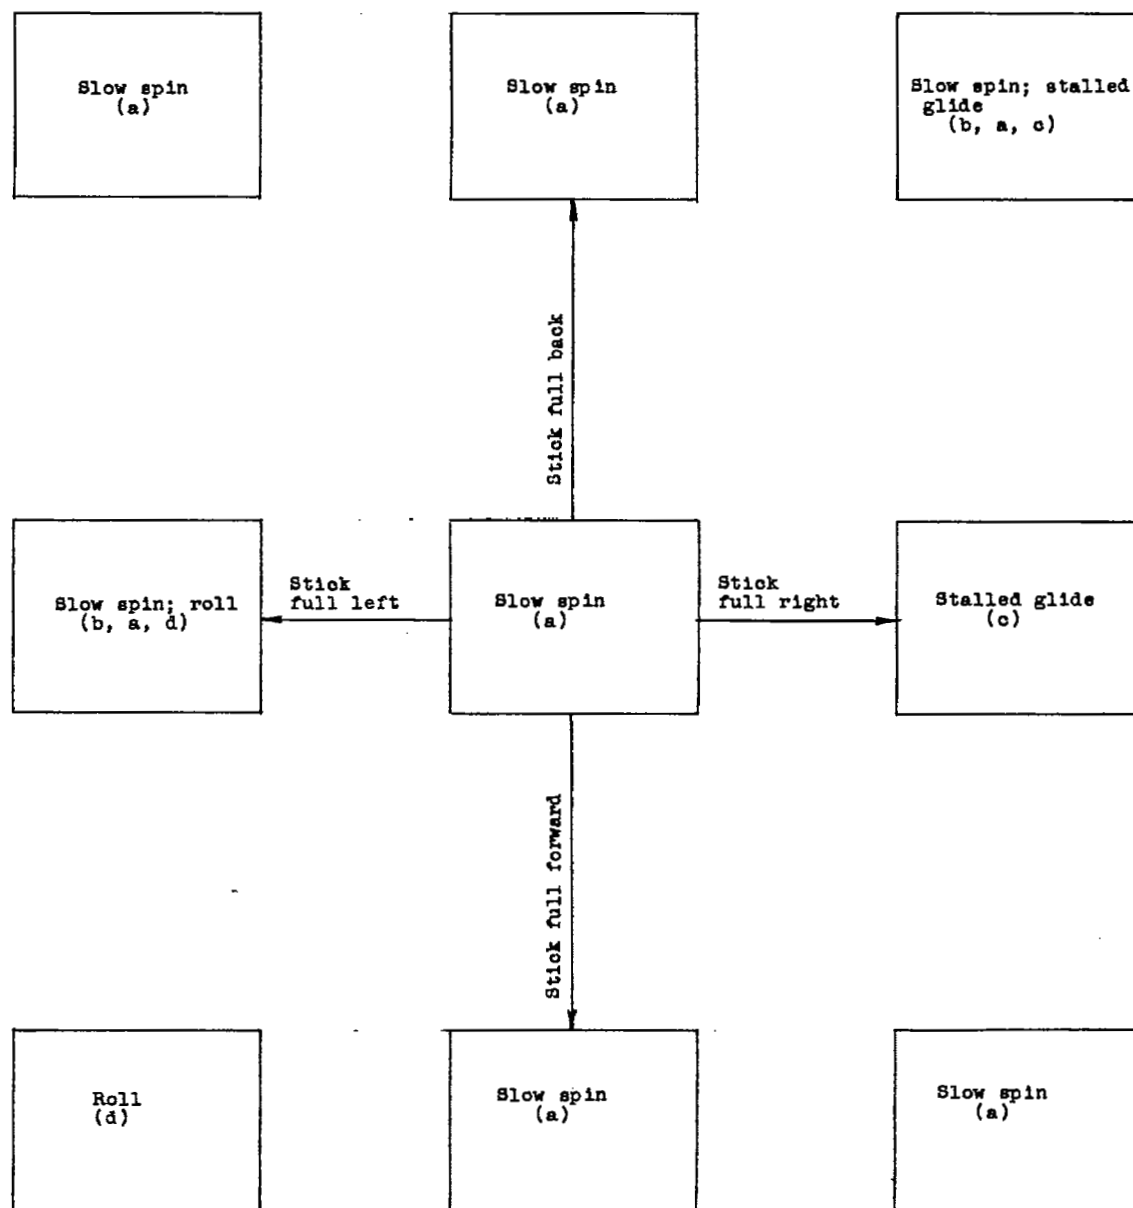 Slow spin
(a)
Slow spin
(a)
Slow spin; stalled
glide
(b, a, c)
Stick full back
Slow spin; roll
(b, a, d)
Stick
full left
Slow spin
(a)
Stick
full right
Stalled glide
(c)
Stick full forward
Roll
(d)
Slow spin
(a)
Slow spin
(a)